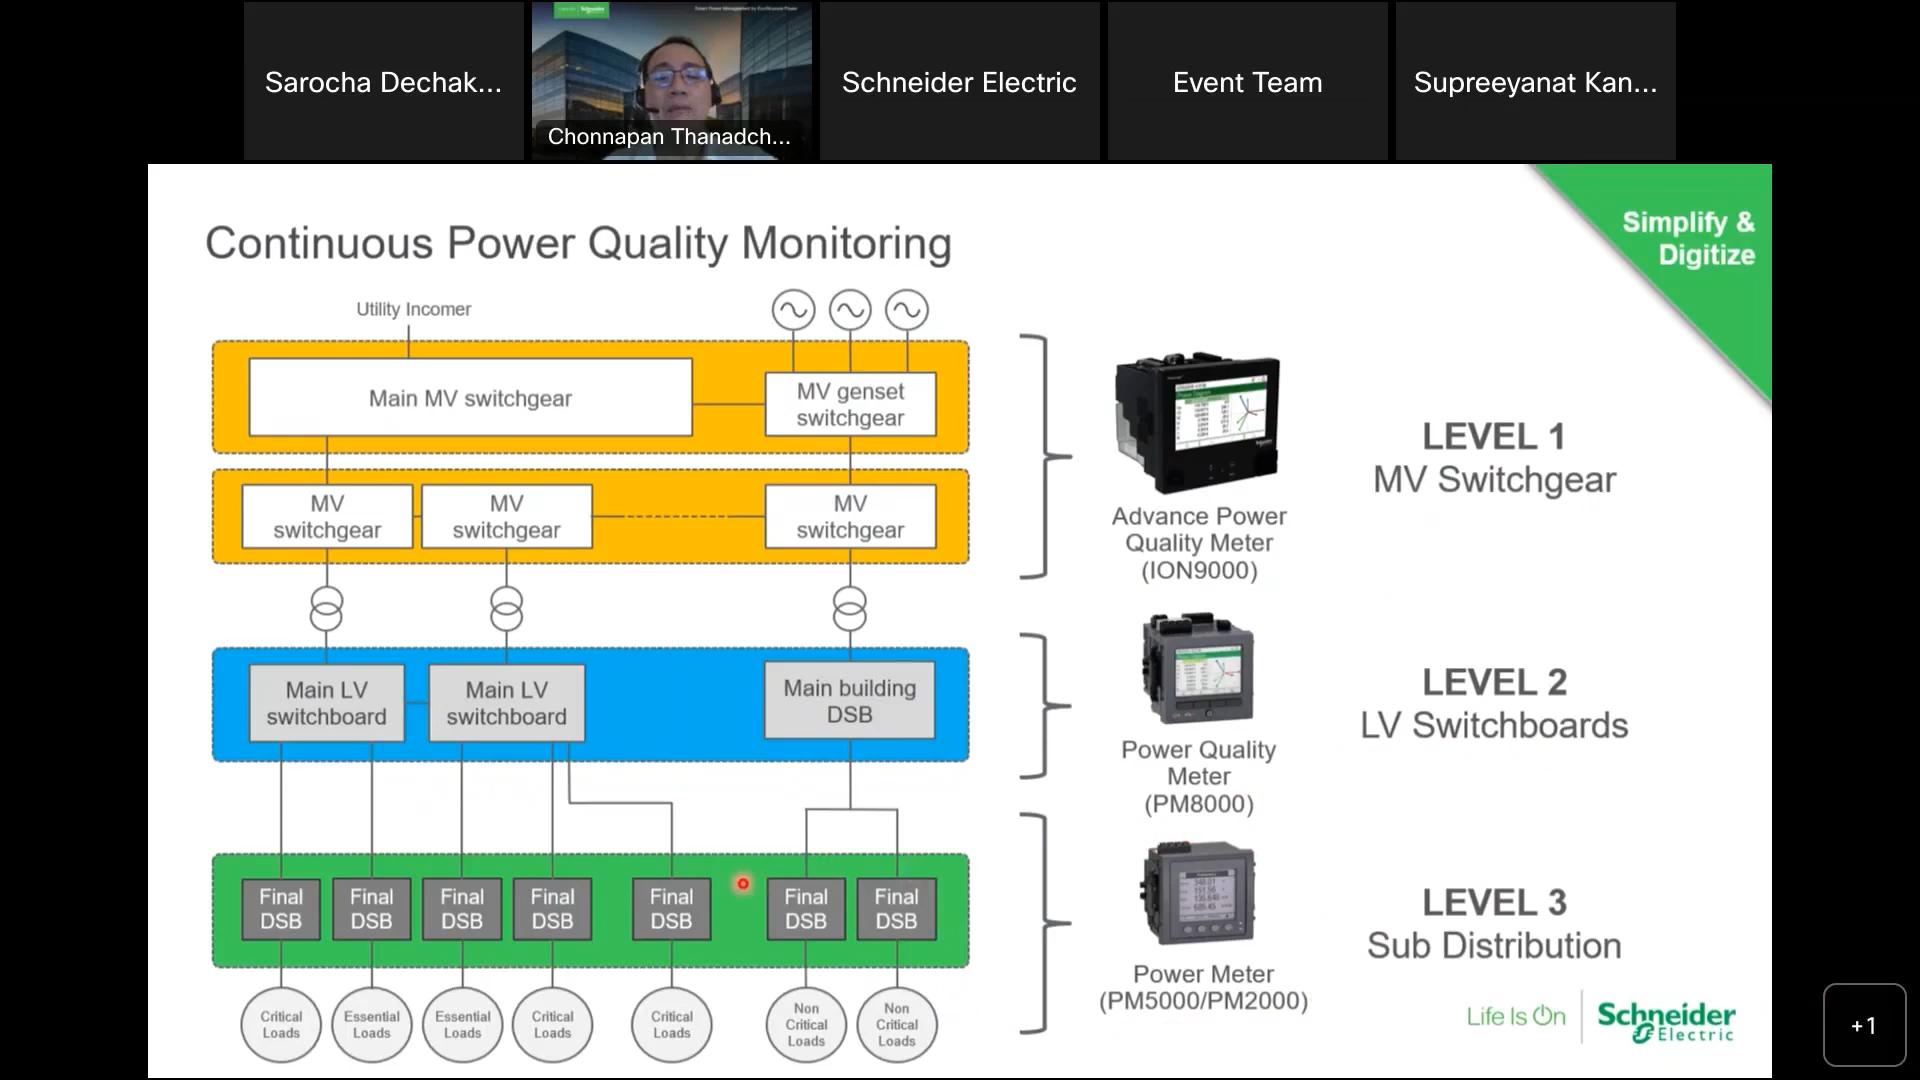 Sarocha Dechak...
Chonnapan Thanadch...
Schneider Electric
Event Team
Supreeyanat Kan...
Simplify &
Digitize
Continuous Power Quality Monitoring
Utility Incomer
Main MV switchgear
MV genset
switchgear
MV
switchgear
MV
switchgear
MV
switchgear
Advance Power
Quality Meter
(ION9000)
LEVEL 1
MV Switchgear
Main LV
switchboard
Main LV
switchboard
Main building
DSB
Power Quality
Meter
(PM8000)
LEVEL 2
LV Switchboards
Final
DSB
Final
DSB
Final
DSB
Final
DSB
Final
DSB
Final
DSB
Final
DSB
Critical
Loads
Essential
Loads
Essential
Loads
Critical
Loads
Critical
Loads
Non
Critical
Loads
Non
Critical
Loads
Power Meter
(PM5000/PM2000)
LEVEL 3
Sub Distribution
Life Is On
Schneider
Electric
+1